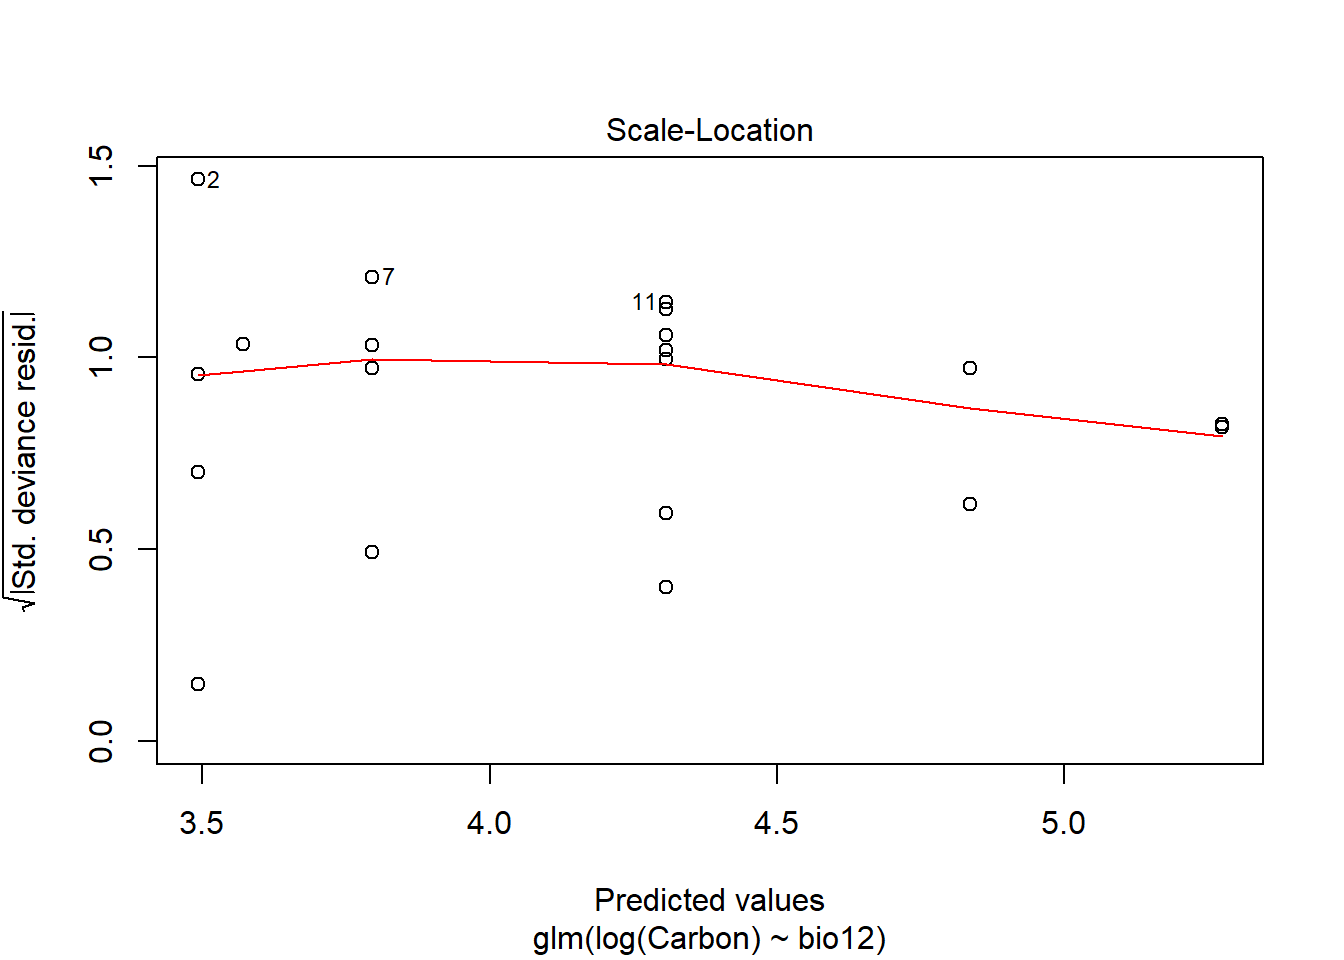 Scale-Location
√|Std. deviance resid.|
1.5
1.0
0.5
0.0
2
7
11
3.5 4.0 4.5 5.0
Predicted values
glm(log(Carbon) ~ bio12)